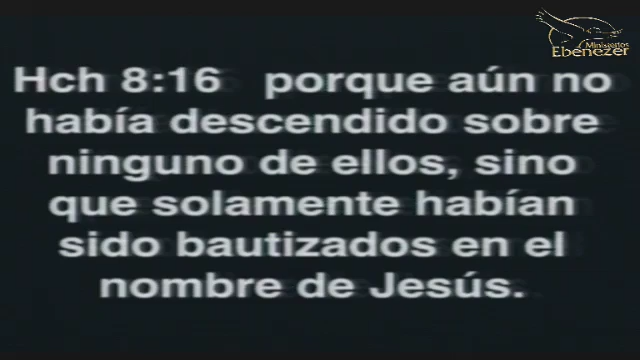 Ministerios
Ebenezer
Hch 8:16 porque aún no
había descendido sobre
ninguno de ellos, sino
que solamente habían
sido bautizados en el
nombre de Jesús.